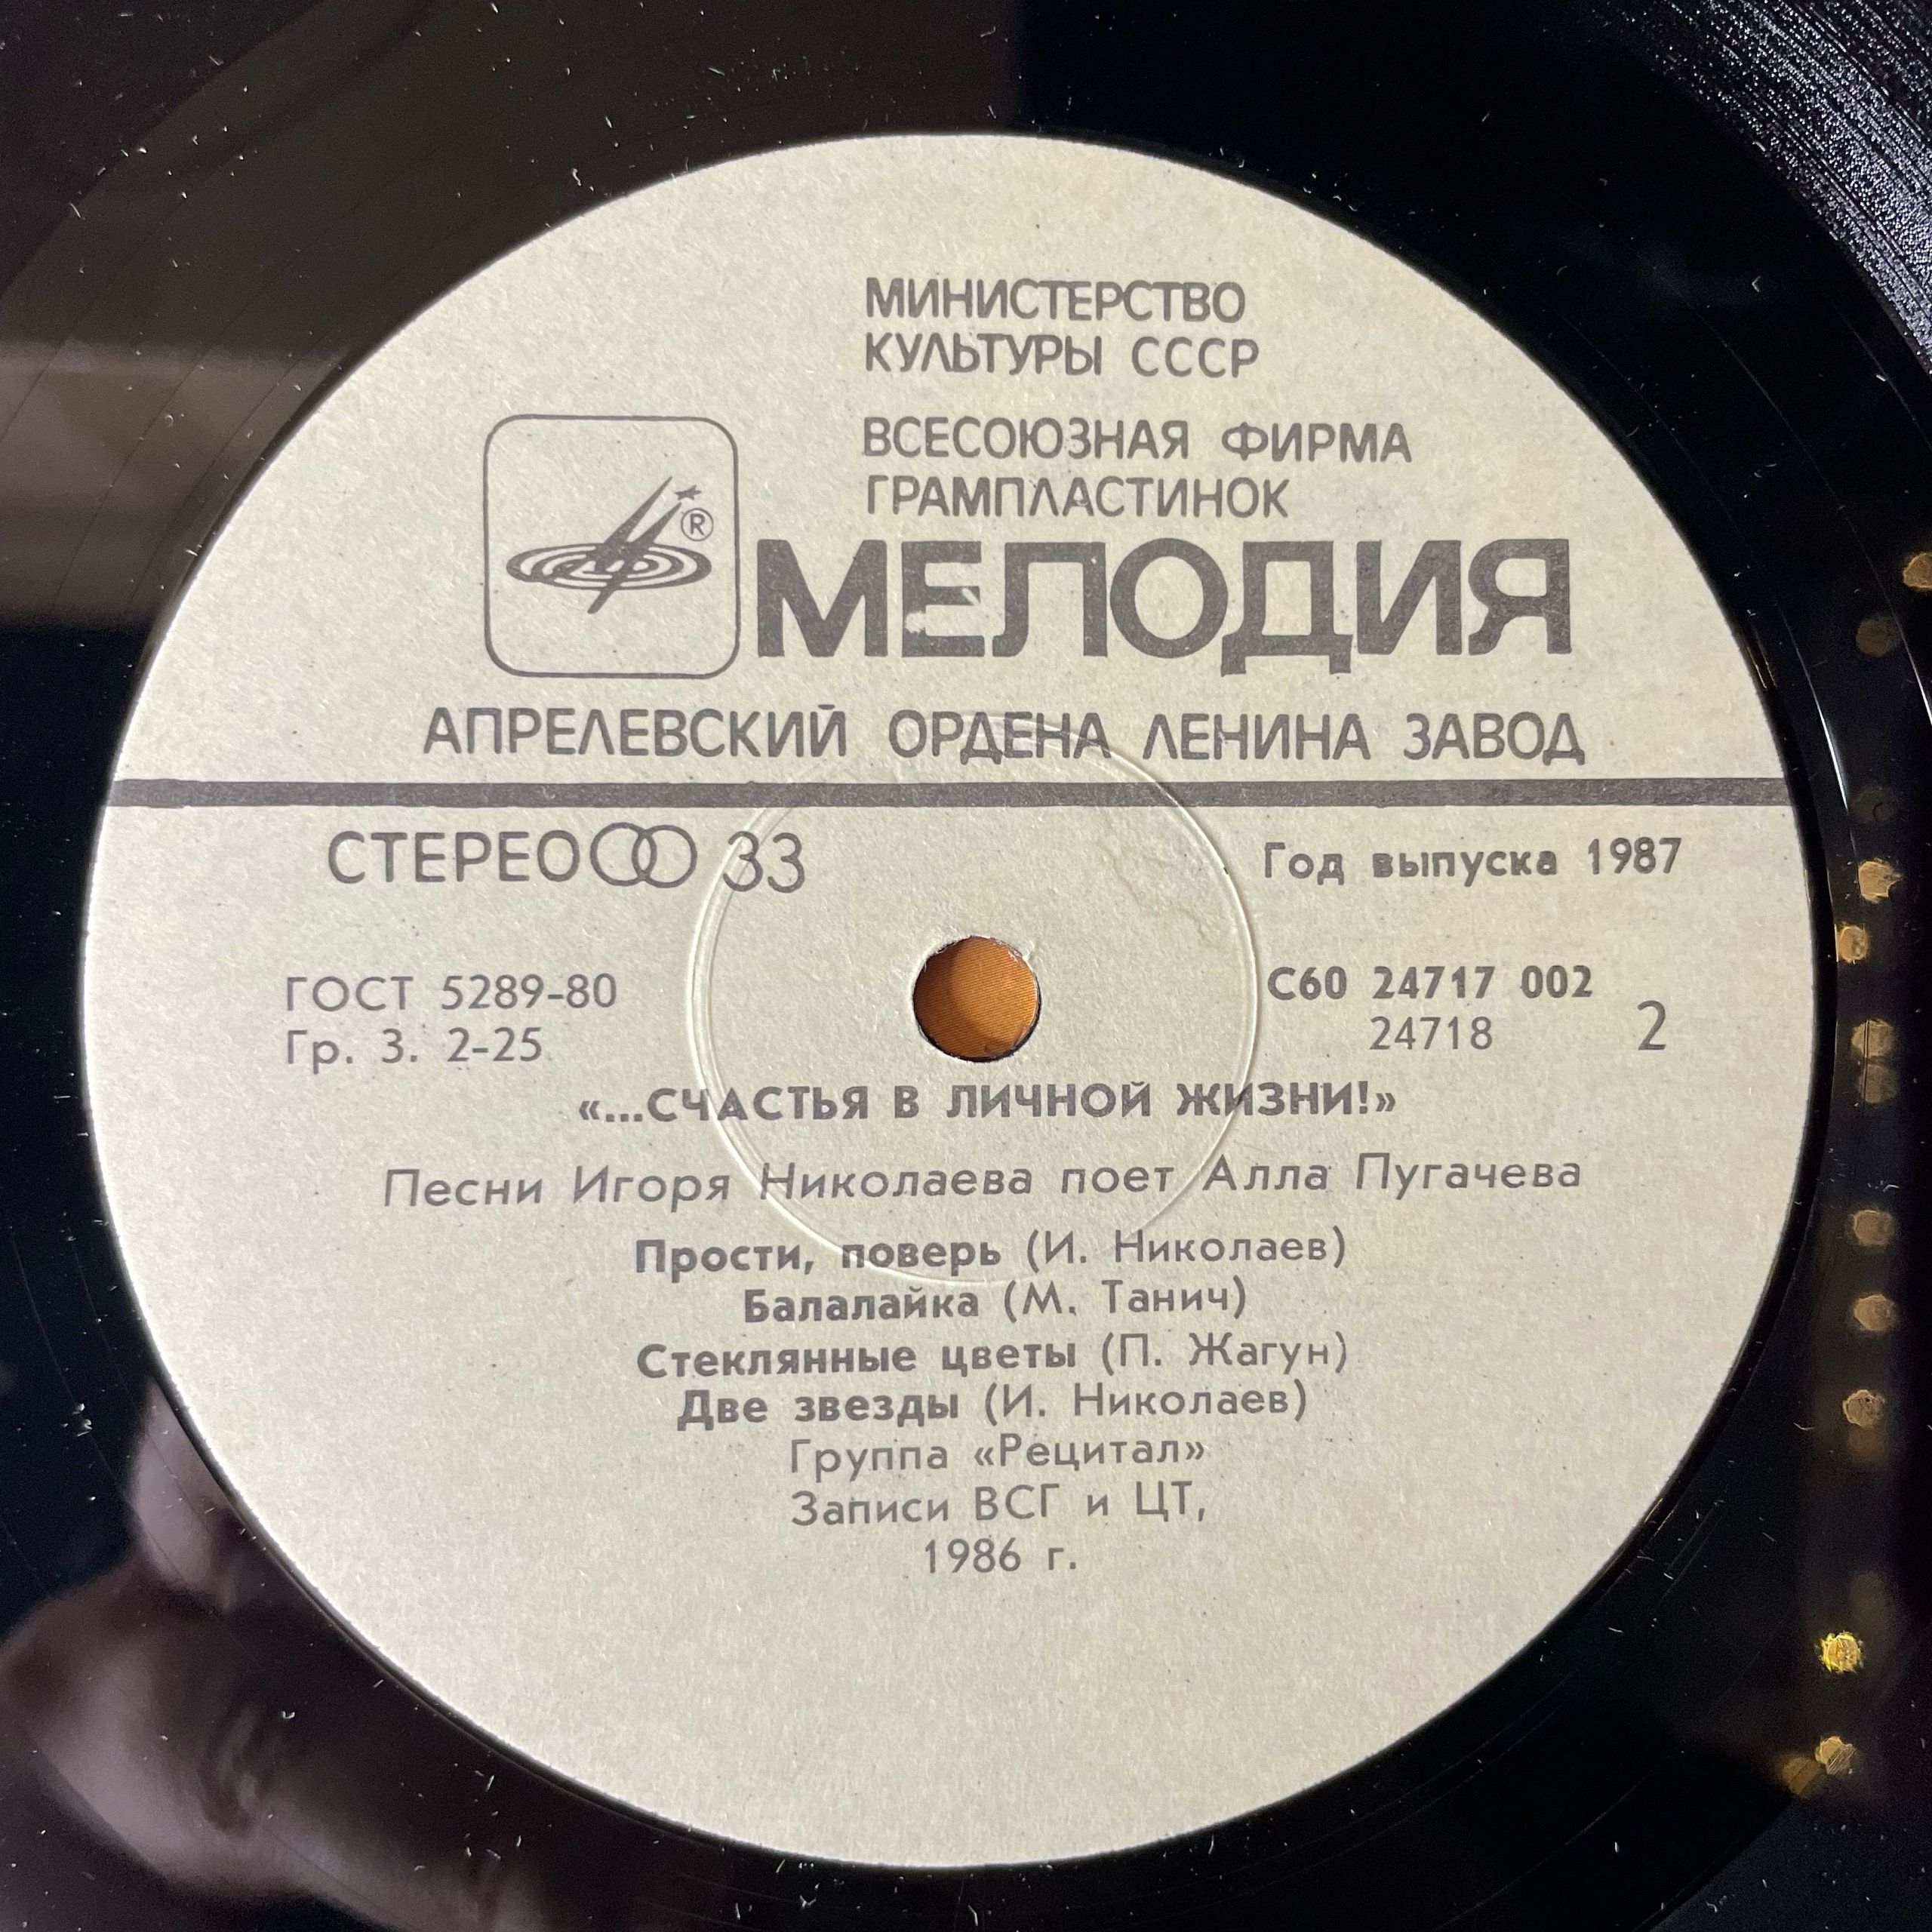 МИНИСТЕРСТВО
КУЛЬТУРЫ СССР
ВСЕСОЮЗНАЯ ФИРМА
ГРАМПЛАСТИНОК
®
МЕЛОДИЯ
АПРЕЛЕВСКИЙ ОРДЕНА ЛЕНИНА ЗАВОД
СТЕРЕО 33
Год выпуска 1987
ГОСТ 5289-80
Гр. 3. 2-25
С60 24717 002
24718
2
«...СЧАСТЬЯ В ЛИЧНОЙ ЖИЗНИ!»
Песни Игоря Николаева поет Алла Пугачева
Прости, поверь (И. Николаев)
Балалайка (М. Танич)
Стеклянные цветы (П. Жагун)
Две звезды (И. Николаев)
Группа «Рецитал»
Записи ВСГ и ЦТ,
1986 г.